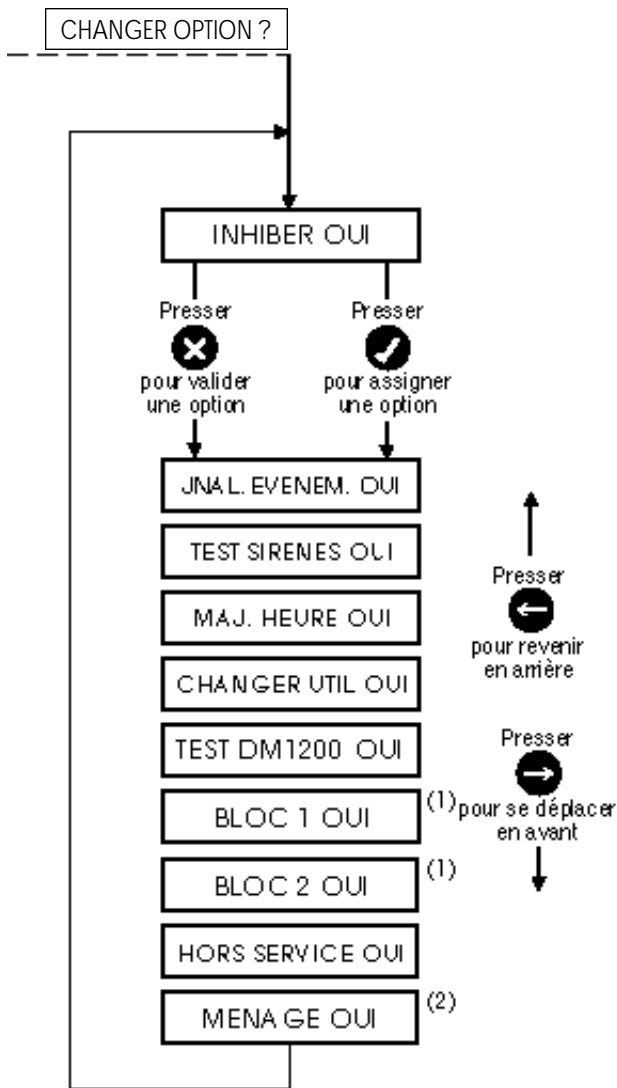 CHANGER OPTION ?
INHIBER OUI
Presser
pour valider
une option
Presser
pour assigner
une option
JNAL. EVENEM. OUI
TEST SIRENES OUI
MAJ. HEURE OUI
CHANGER UTIL OUI
TEST DM1200 OUI
BLOC 1 OUI
(1)
BLOC 2 OUI
(1)
HORS SERVICE OUI
MENAGE OUI
(2)
Presser
pour revenir
en arrière
Presser
pour se déplacer
en avant